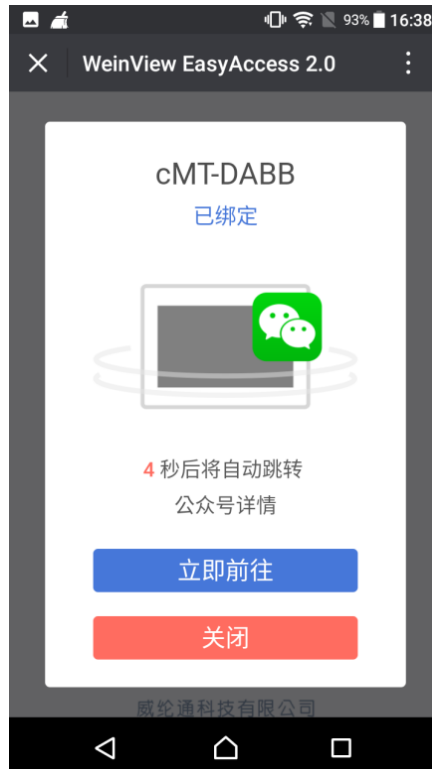 93% 16:38
WeinView EasyAccess 2.0
cMT-DABB
已绑定
4 秒后将自动跳转
公众号详情
立即前往
关闭
威纶通科技有限公司